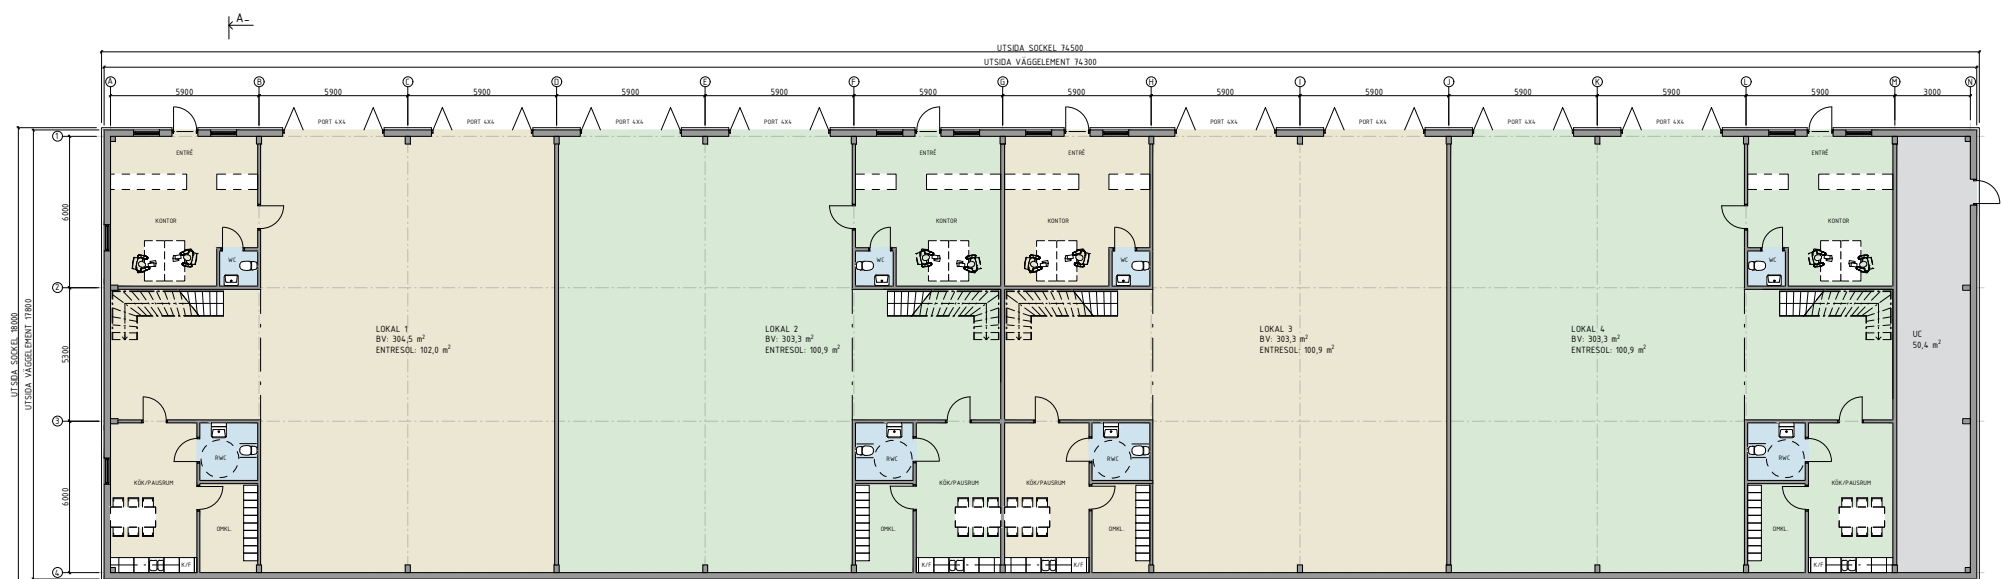 A-
UTSIDA SOCKEL 74500
UTSIDA VÄGGELEMENT 74300
A B C D E F G H I J K L M N
5900 5900 5900 5900 5900 5900 5900 5900 5900 5900 5900 5900 3000
PORT 4X4 PORT 4X4 PORT 4X4 PORT 4X4 PORT 4X4 PORT 4X4 PORT 4X4 PORT 4X4
1
ENTRÉ ENTRÉ ENTRÉ ENTRÉ
6000
KONTOR KONTOR KONTOR KONTOR
WC WC WC WC
2
UTSIDA SOCKEL 18000
UTSIDA VÄGGELEMENT 17800
5300
LOKAL 1
BV: 304,5 m²
ENTRESOL: 102,0 m²
LOKAL 2
BV: 303,3 m²
ENTRESOL: 100,9 m²
LOKAL 3
BV: 303,3 m²
ENTRESOL: 100,9 m²
LOKAL 4
BV: 303,3 m²
ENTRESOL: 100,9 m²
UC
50,4 m²
3
RWC RWC RWC RWC
KÖK/PAUSRUM KÖK/PAUSRUM KÖK/PAUSRUM KÖK/PAUSRUM
6000
OMKL. OMKL. OMKL. OMKL.
K/F K/F K/F K/F
4